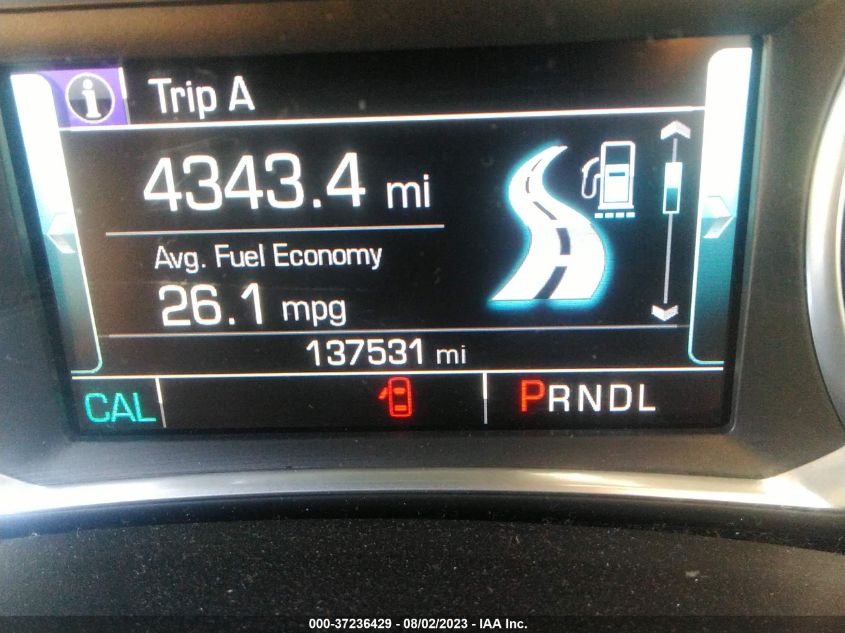 i Trip A
4343.4 mi
Avg. Fuel Economy
26.1 mpg
137531 mi
CAL PRNDL
000-37236429 - 08/02/2023 - IAA Inc.